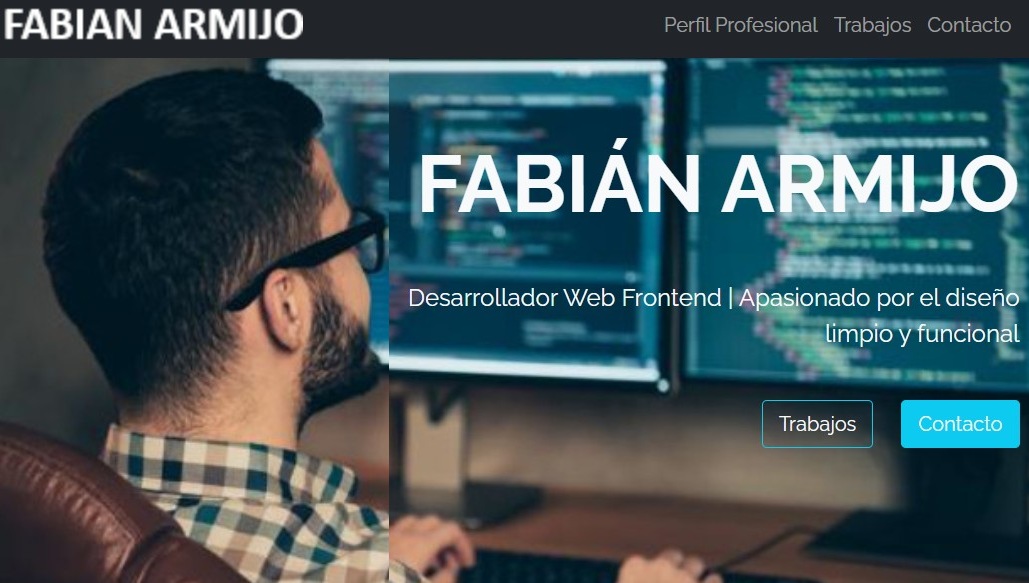 FABIAN ARMIJO
Perfil Profesional Trabajos Contacto
FABIÁN ARMIJO
Desarrollador Web Frontend | Apasionado por el diseño
limpio y funcional
Trabajos Contacto